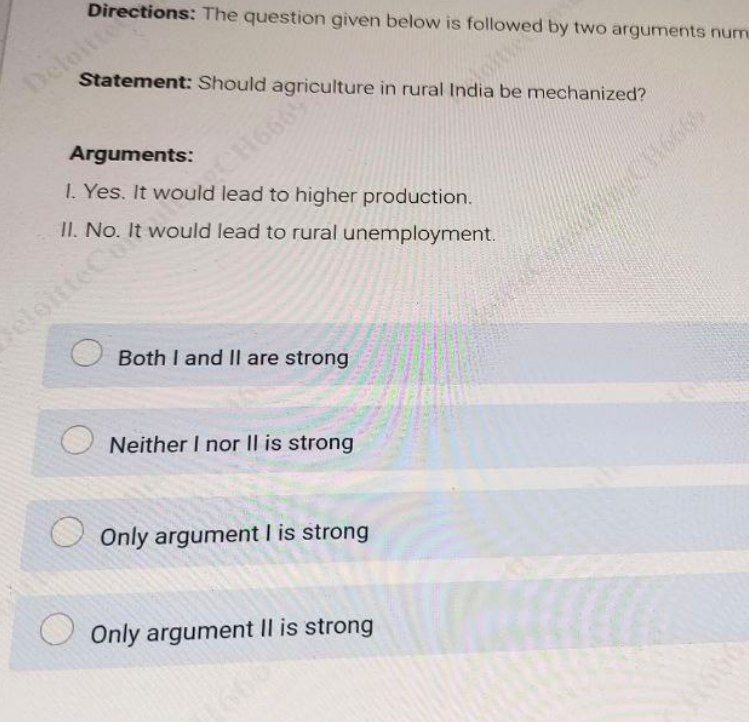 Directions: The question given below is followed by two arguments num
Statement: Should agriculture in rural India be mechanized?
Arguments:
I. Yes. It would lead to higher production.
II. No. It would lead to rural unemployment.
Both I and II are strong
Neither I nor II is strong
Only argument I is strong
Only argument II is strong